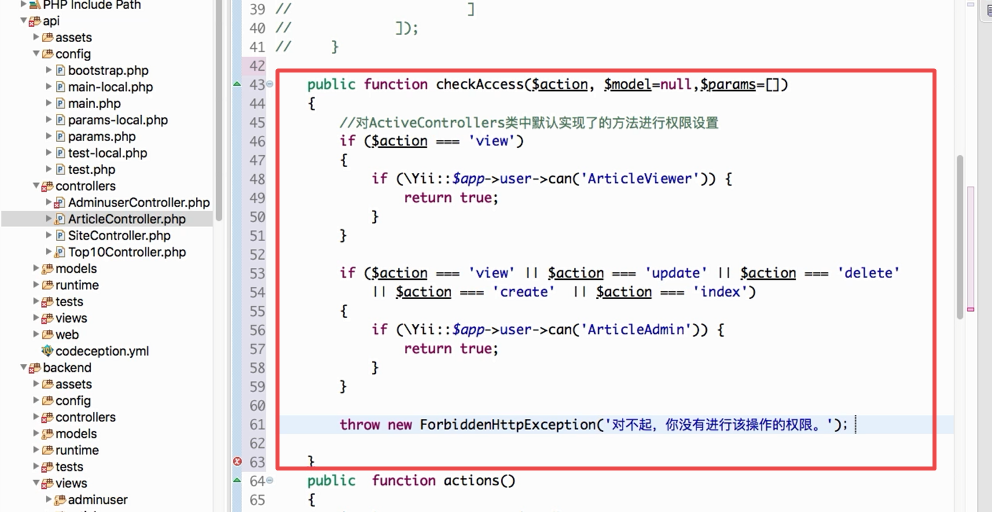 PHP Include Path
api
assets
config
bootstrap.php
main-local.php
main.php
params-local.php
params.php
test-local.php
test.php
controllers
AdminuserController.php
ArticleController.php
SiteController.php
Top10Controller.php
models
runtime
tests
views
web
codeception.yml
backend
assets
config
controllers
models
runtime
tests
views
adminuser
39 // ]
40 // ]);
41 // }
42
43 public function checkAccess($action, $model=null,$params=[])
44 {
45 //对ActiveControllers类中默认实现了的方法进行权限设置
46 if ($action === 'view')
47 {
48 if (\Yii::$app->user->can('ArticleViewer')) {
49 return true;
50 }
51 }
52
53 if ($action === 'view' || $action === 'update' || $action === 'delete'
54 || $action === 'create' || $action === 'index')
55 {
56 if (\Yii::$app->user->can('ArticleAdmin')) {
57 return true;
58 }
59 }
60
61 throw new ForbiddenHttpException('对不起，你没有进行该操作的权限。');
62
63 }
64 public function actions()
65 {